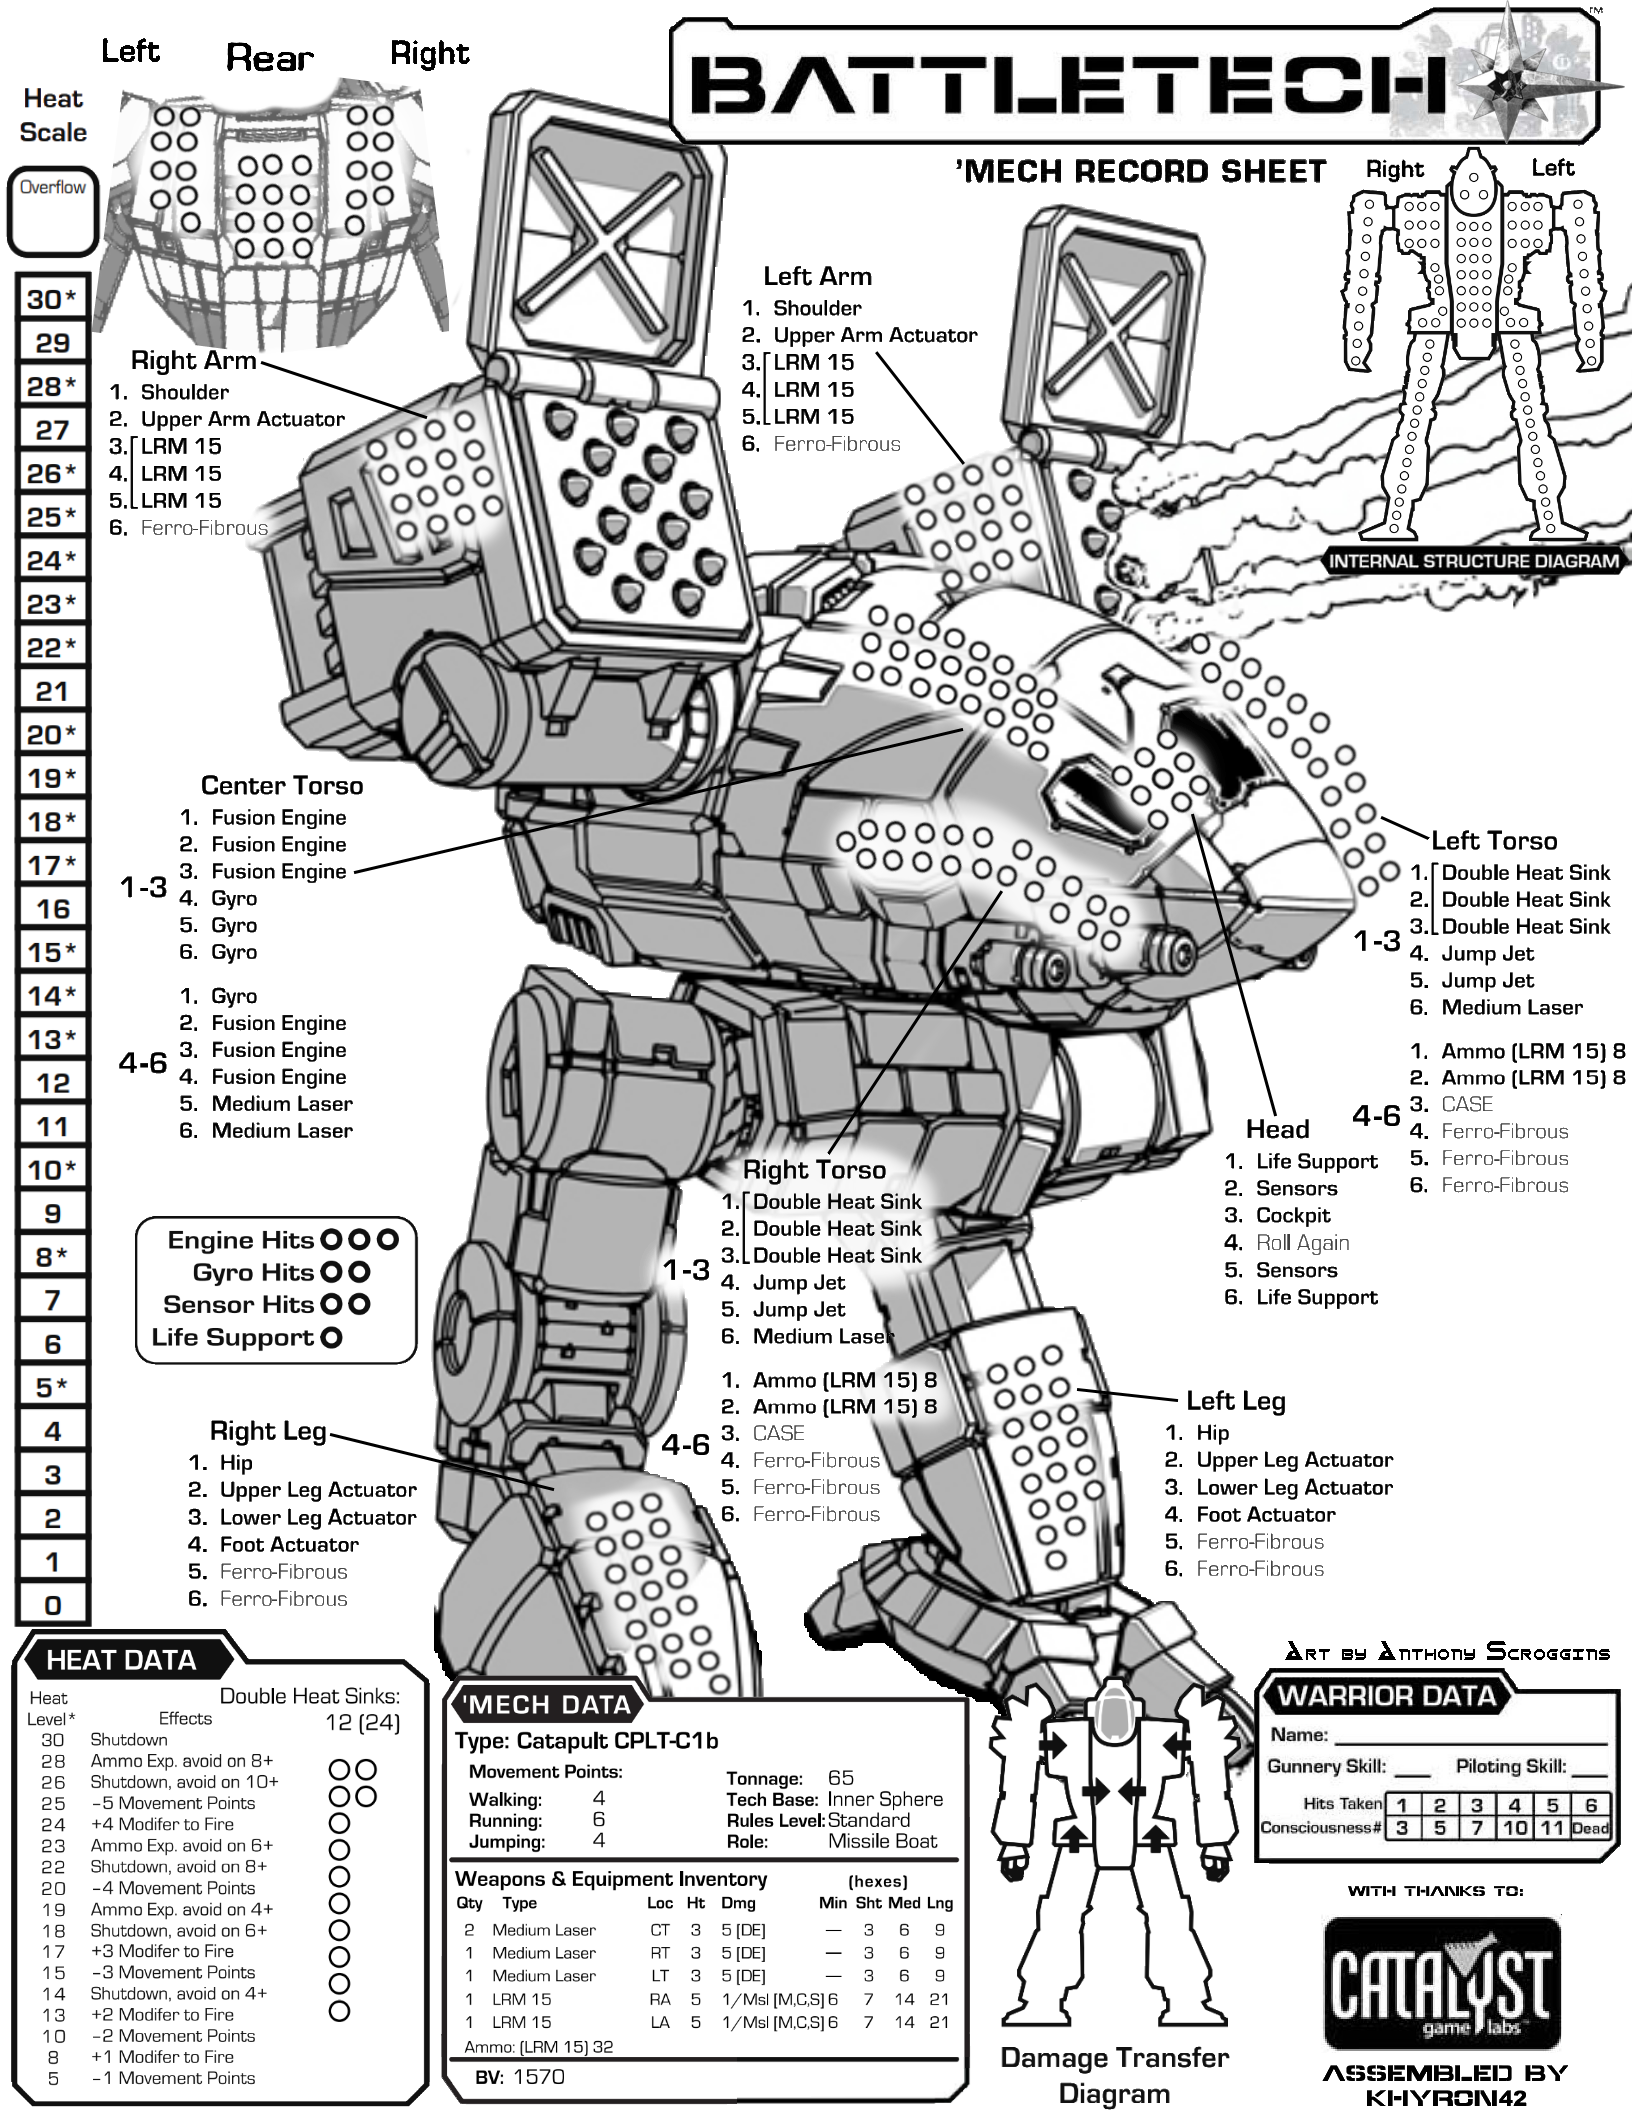 Left Rear Right
Heat
Scale
Overflow
30*
29
28*
27
26*
25*
24*
23*
22*
21
20*
19*
18*
17*
16
15*
14*
13*
12
11
10*
9
8*
7
6
5*
4
3
2
1
0
BATTLETECH™
'MECH RECORD SHEET
Right Left
INTERNAL STRUCTURE DIAGRAM
Right Arm
1. Shoulder
2. Upper Arm Actuator
3. LRM 15
4. LRM 15
5. LRM 15
6. Ferro-Fibrous
Left Arm
1. Shoulder
2. Upper Arm Actuator
3. LRM 15
4. LRM 15
5. LRM 15
6. Ferro-Fibrous
Center Torso
1-3
1. Fusion Engine
2. Fusion Engine
3. Fusion Engine
4. Gyro
5. Gyro
6. Gyro
4-6
1. Gyro
2. Fusion Engine
3. Fusion Engine
4. Fusion Engine
5. Medium Laser
6. Medium Laser
Left Torso
1-3
1. Double Heat Sink
2. Double Heat Sink
3. Double Heat Sink
4. Jump Jet
5. Jump Jet
6. Medium Laser
4-6
1. Ammo (LRM 15) 8
2. Ammo (LRM 15) 8
3. CASE
4. Ferro-Fibrous
5. Ferro-Fibrous
6. Ferro-Fibrous
Head
1. Life Support
2. Sensors
3. Cockpit
4. Roll Again
5. Sensors
6. Life Support
Right Torso
1-3
1. Double Heat Sink
2. Double Heat Sink
3. Double Heat Sink
4. Jump Jet
5. Jump Jet
6. Medium Laser
4-6
1. Ammo (LRM 15) 8
2. Ammo (LRM 15) 8
3. CASE
4. Ferro-Fibrous
5. Ferro-Fibrous
6. Ferro-Fibrous
Engine Hits
Gyro Hits
Sensor Hits
Life Support
Right Leg
1. Hip
2. Upper Leg Actuator
3. Lower Leg Actuator
4. Foot Actuator
5. Ferro-Fibrous
6. Ferro-Fibrous
Left Leg
1. Hip
2. Upper Leg Actuator
3. Lower Leg Actuator
4. Foot Actuator
5. Ferro-Fibrous
6. Ferro-Fibrous
HEAT DATA
Heat Double Heat Sinks:
Level* Effects 12 (24)
30 Shutdown
28 Ammo Exp. avoid on 8+
26 Shutdown, avoid on 10+
25 -5 Movement Points
24 +4 Modifer to Fire
23 Ammo Exp. avoid on 6+
22 Shutdown, avoid on 8+
20 -4 Movement Points
19 Ammo Exp. avoid on 4+
18 Shutdown, avoid on 6+
17 +3 Modifer to Fire
15 -3 Movement Points
14 Shutdown, avoid on 4+
13 +2 Modifer to Fire
10 -2 Movement Points
8 +1 Modifer to Fire
5 -1 Movement Points
'MECH DATA
Type: Catapult CPLT-C1b
Movement Points:
Walking: 4
Running: 6
Jumping: 4
Tonnage: 65
Tech Base: Inner Sphere
Rules Level: Standard
Role: Missile Boat
Weapons & Equipment Inventory (hexes)
Qty Type Loc Ht Dmg Min Sht Med Lng
2 Medium Laser CT 3 5 [DE] — 3 6 9
1 Medium Laser RT 3 5 [DE] — 3 6 9
1 Medium Laser LT 3 5 [DE] — 3 6 9
1 LRM 15 RA 5 1/Msl [M,C,S] 6 7 14 21
1 LRM 15 LA 5 1/Msl [M,C,S] 6 7 14 21
Ammo: (LRM 15) 32
BV: 1570
Damage Transfer
Diagram
Art by Anthony Scroggins
WARRIOR DATA
Name:
Gunnery Skill: Piloting Skill:
Hits Taken 1 2 3 4 5 6
Consciousness# 3 5 7 10 11 Dead
WITH THANKS TO:
CATALYST
game labs™
ASSEMBLED BY
KHYRON42